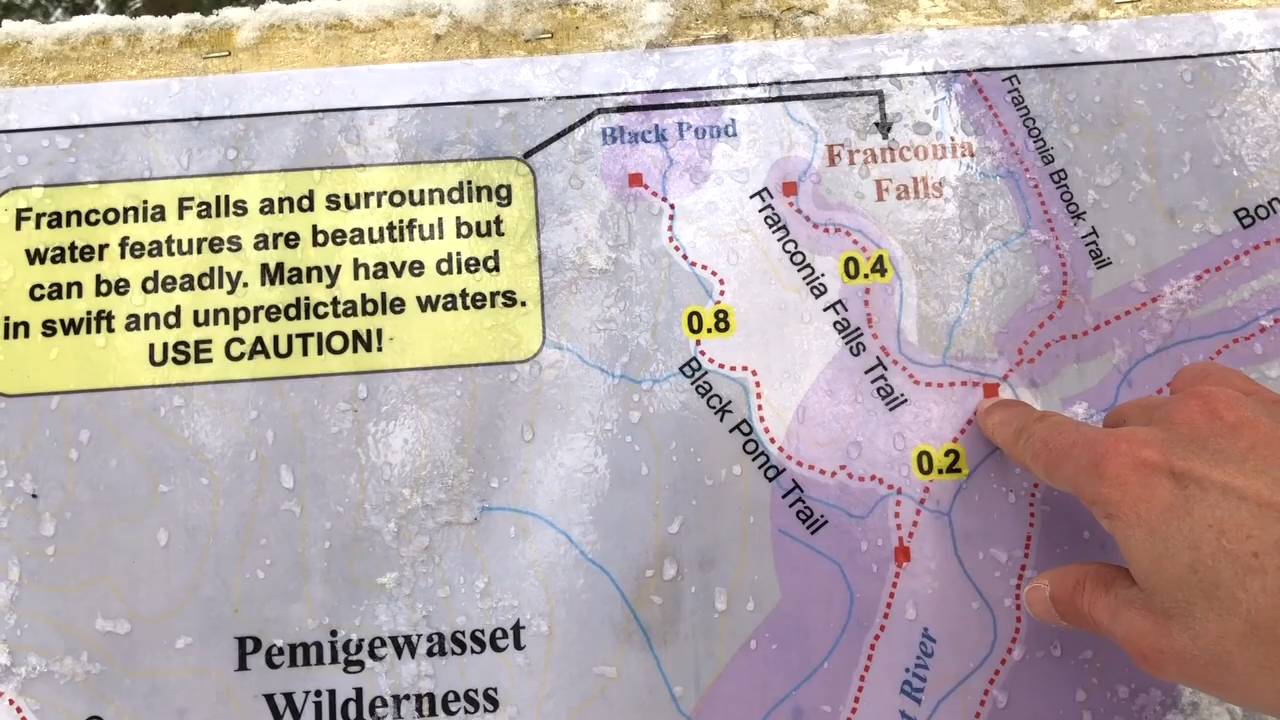 Franconia Falls and surrounding
water features are beautiful but
can be deadly. Many have died
in swift and unpredictable waters.
USE CAUTION!
Black Pond
Franconia
Falls
Franconia Brook Trail
Franconia Falls Trail
0.4
0.8
Black Pond Trail
0.2
Pemigewasset
Wilderness
River